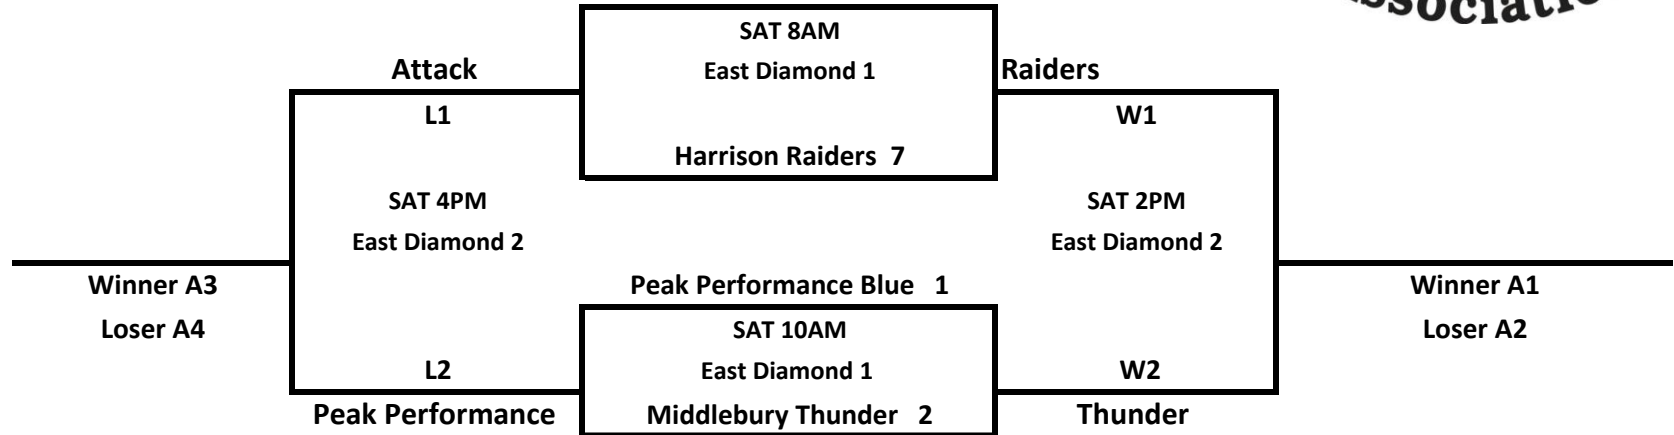 SAT 8AM
Attack East Diamond 1 Raiders
L1 W1
Harrison Raiders 7
SAT 4PM SAT 2PM
East Diamond 2 East Diamond 2
Winner A3 Peak Performance Blue 1 Winner A1
Loser A4 SAT 10AM Loser A2
L2 East Diamond 1 W2
Peak Performance Middlebury Thunder 2 Thunder